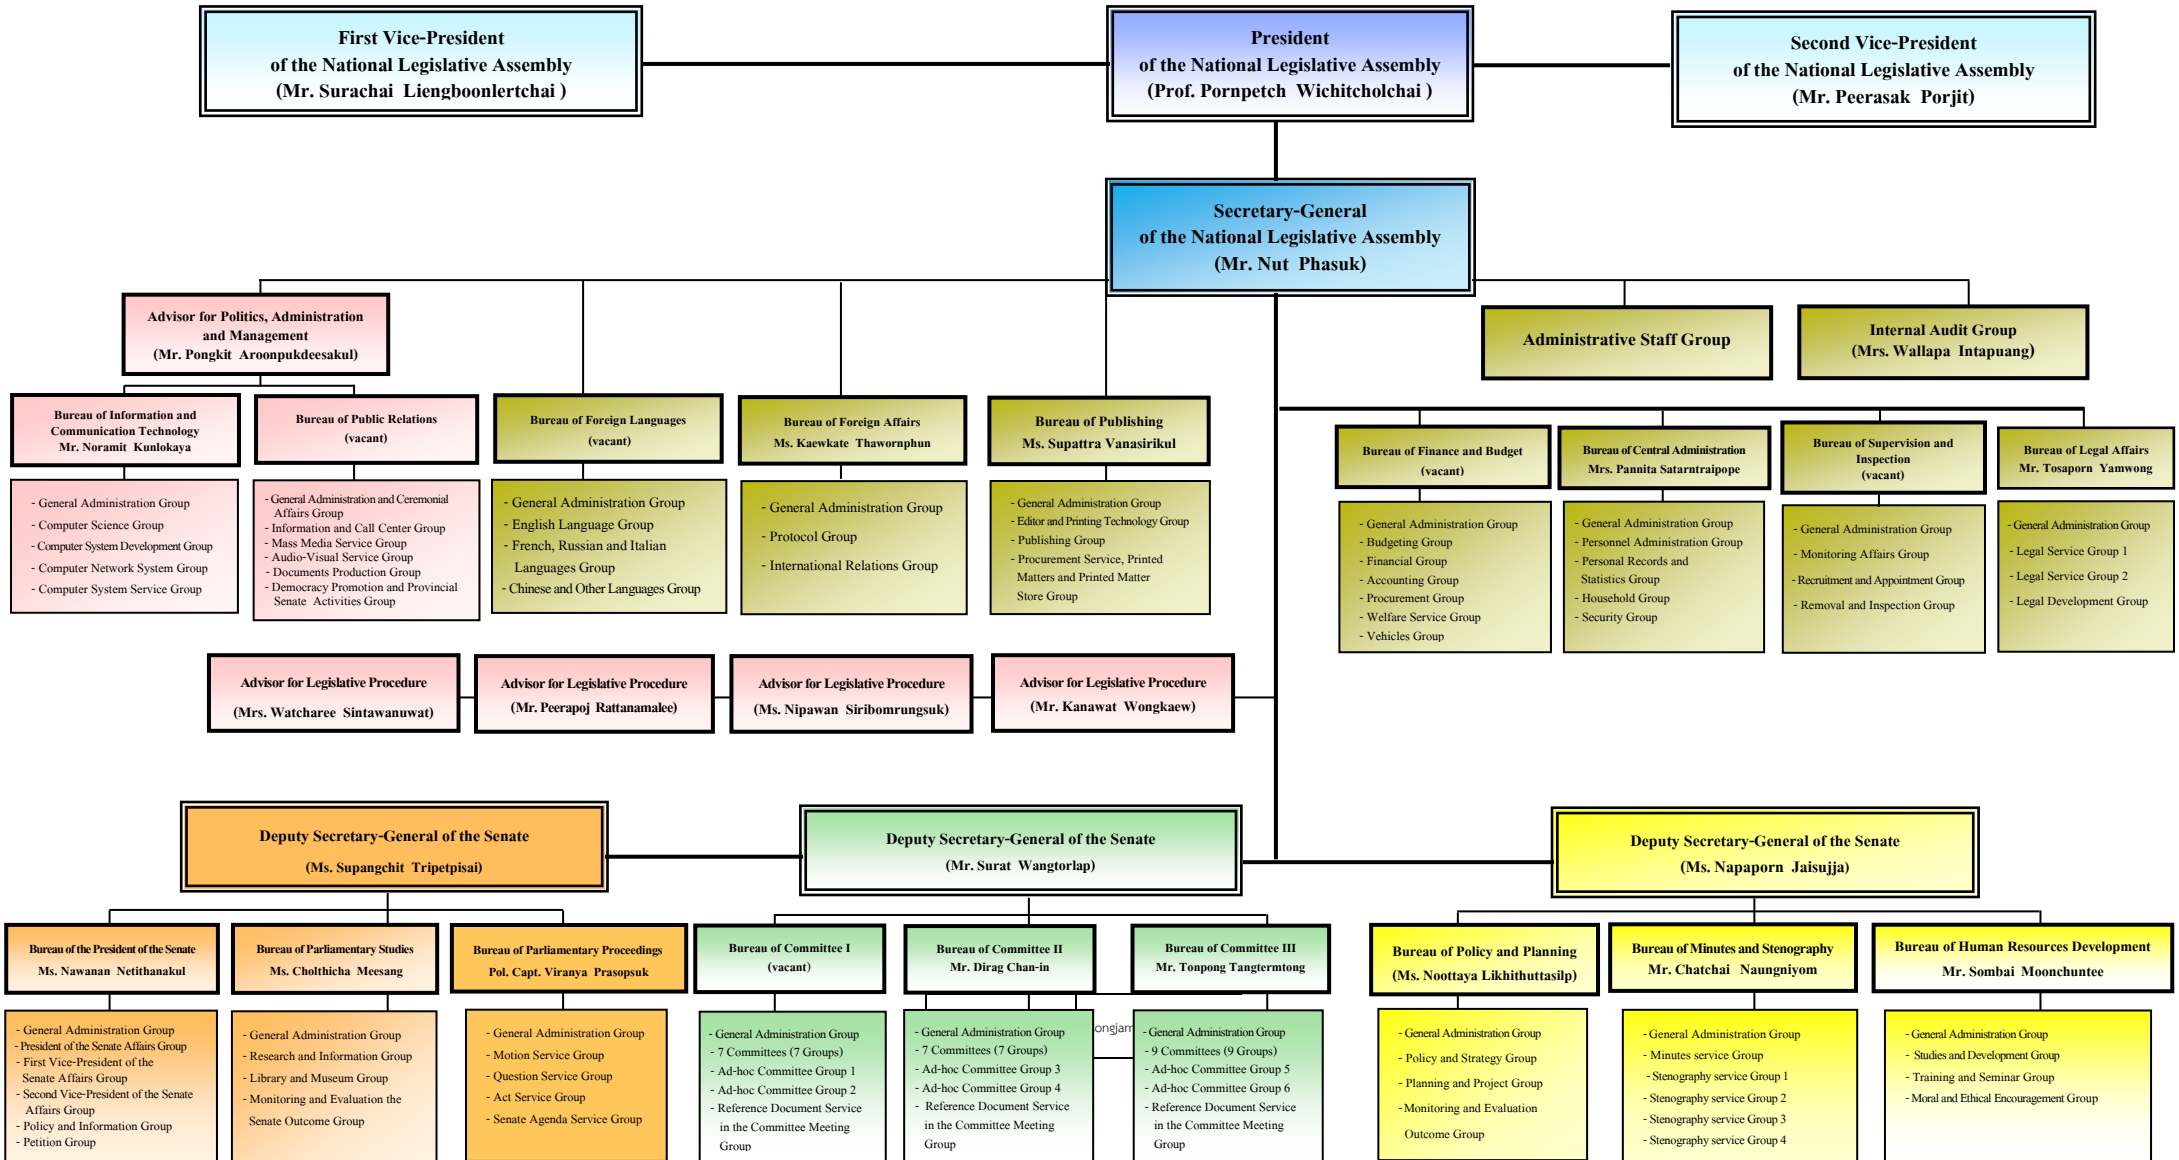 First Vice-President
of the National Legislative Assembly
(Mr. Surachai Liengboonlertchai )
President
of the National Legislative Assembly
(Prof. Pornpetch Wichitcholchai )
Second Vice-President
of the National Legislative Assembly
(Mr. Peerasak Porjit)
Secretary-General
of the National Legislative Assembly
(Mr. Nut Phasuk)
Advisor for Politics, Administration
and Management
(Mr. Pongkit Aroonpukdeesakul)
Administrative Staff Group
Internal Audit Group
(Mrs. Wallapa Intapuang)
Bureau of Information and
Communication Technology
Mr. Noramit Kunlokaya
Bureau of Public Relations
(vacant)
Bureau of Foreign Languages
(vacant)
Bureau of Foreign Affairs
Ms. Kaewkate Thawornphun
Bureau of Publishing
Ms. Supattra Vanasirikul
Bureau of Finance and Budget
(vacant)
Bureau of Central Administration
Mrs. Pannita Satarntraipope
Bureau of Supervision and
Inspection
(vacant)
Bureau of Legal Affairs
Mr. Tosaporn Yamwong
- General Administration Group
- Computer Science Group
- Computer System Development Group
- Computer Network System Group
- Computer System Service Group
- General Administration and Ceremonial
Affairs Group
- Information and Call Center Group
- Mass Media Service Group
- Audio-Visual Service Group
- Documents Production Group
- Democracy Promotion and Provincial
Senate Activities Group
- General Administration Group
- English Language Group
- French, Russian and Italian
Languages Group
- Chinese and Other Languages Group
- General Administration Group
- Protocol Group
- International Relations Group
- General Administration Group
- Editor and Printing Technology Group
- Publishing Group
- Procurement Service, Printed
Matters and Printed Matter
Store Group
- General Administration Group
- Budgeting Group
- Financial Group
- Accounting Group
- Procurement Group
- Welfare Service Group
- Vehicles Group
- General Administration Group
- Personnel Administration Group
- Personal Records and
Statistics Group
- Household Group
- Security Group
- General Administration Group
- Monitoring Affairs Group
- Recruitment and Appointment Group
- Removal and Inspection Group
- General Administration Group
- Legal Service Group 1
- Legal Service Group 2
- Legal Development Group
Advisor for Legislative Procedure
(Mrs. Watcharee Sintawanuwat)
Advisor for Legislative Procedure
(Mr. Peerapoj Rattanamalee)
Advisor for Legislative Procedure
(Ms. Nipawan Siribomrungsuk)
Advisor for Legislative Procedure
(Mr. Kanawat Wongkaew)
Deputy Secretary-General of the Senate
(Ms. Supangchit Tripetpisai)
Deputy Secretary-General of the Senate
(Mr. Surat Wangtorlap)
Deputy Secretary-General of the Senate
(Ms. Napaporn Jaisujja)
Bureau of the President of the Senate
Ms. Nawanan Netithanakul
Bureau of Parliamentary Studies
Ms. Cholthicha Meesang
Bureau of Parliamentary Proceedings
Pol. Capt. Viranya Prasopsuk
Bureau of Committee I
(vacant)
Bureau of Committee II
Mr. Dirag Chan-in
Bureau of Committee III
Mr. Tonpong Tangtermtong
Bureau of Policy and Planning
(Ms. Noottaya Likhithuttasilp)
Bureau of Minutes and Stenography
Mr. Chatchai Naungniyom
Bureau of Human Resources Development
Mr. Sombai Moonchuntee
- General Administration Group
- President of the Senate Affairs Group
- First Vice-President of the
Senate Affairs Group
- Second Vice-President of the Senate
Affairs Group
- Policy and Information Group
- Petition Group
- General Administration Group
- Research and Information Group
- Library and Museum Group
- Monitoring and Evaluation the
Senate Outcome Group
- General Administration Group
- Motion Service Group
- Question Service Group
- Act Service Group
- Senate Agenda Service Group
- General Administration Group
- 7 Committees (7 Groups)
- Ad-hoc Committee Group 1
- Ad-hoc Committee Group 2
- Reference Document Service
in the Committee Meeting
Group
- General Administration Group
- 7 Committees (7 Groups)
- Ad-hoc Committee Group 3
- Ad-hoc Committee Group 4
- Reference Document Service
in the Committee Meeting
Group
ongjam
- General Administration Group
- 9 Committees (9 Groups)
- Ad-hoc Committee Group 5
- Ad-hoc Committee Group 6
- Reference Document Service
in the Committee Meeting
Group
- General Administration Group
- Policy and Strategy Group
- Planning and Project Group
- Monitoring and Evaluation
Outcome Group
- General Administration Group
- Minutes service Group
- Stenography service Group 1
- Stenography service Group 2
- Stenography service Group 3
- Stenography service Group 4
- General Administration Group
- Studies and Development Group
- Training and Seminar Group
- Moral and Ethical Encouragement Group